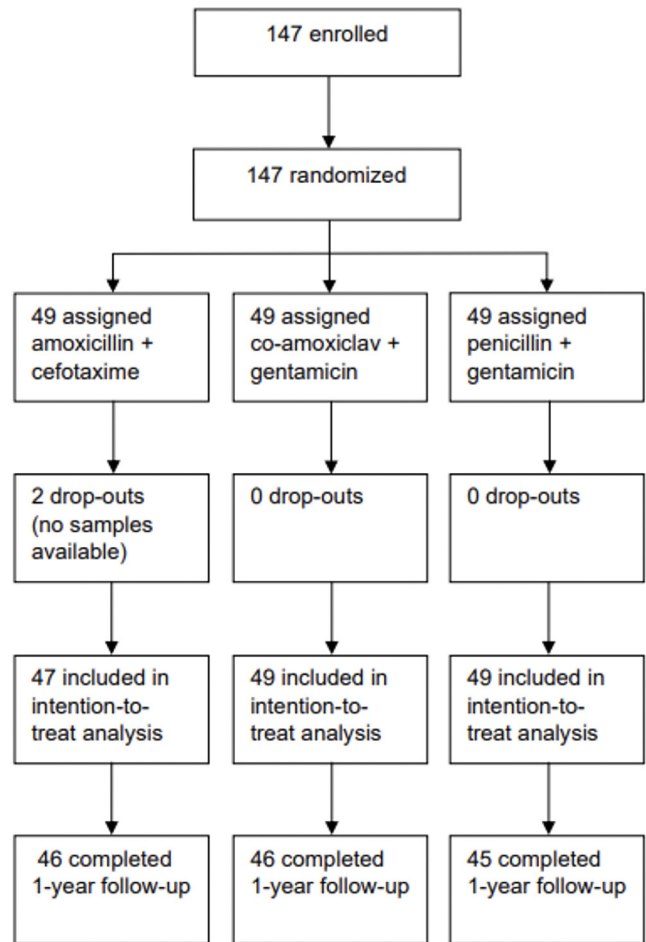 147 enrolled
147 randomized
49 assigned
amoxicillin +
cefotaxime
49 assigned
co-amoxiclav +
gentamicin
49 assigned
penicillin +
gentamicin
2 drop-outs
(no samples
available)
0 drop-outs
0 drop-outs
47 included in
intention-to-
treat analysis
49 included in
intention-to-
treat analysis
49 included in
intention-to-
treat analysis
46 completed
1-year follow-up
46 completed
1-year follow-up
45 completed
1-year follow-up